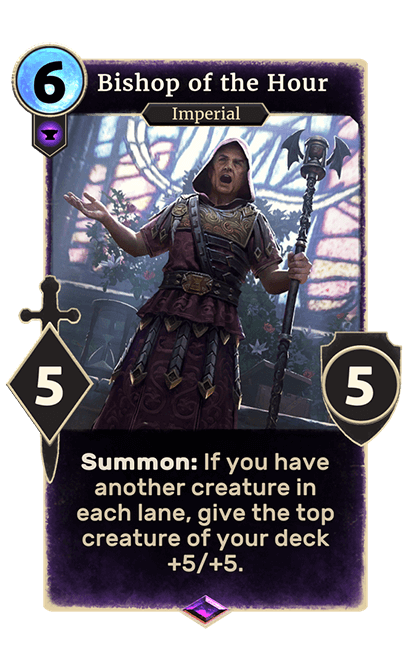 6
Bishop of the Hour
Imperial
5
5
Summon: If you have
another creature in
each lane, give the top
creature of your deck
+5/+5.